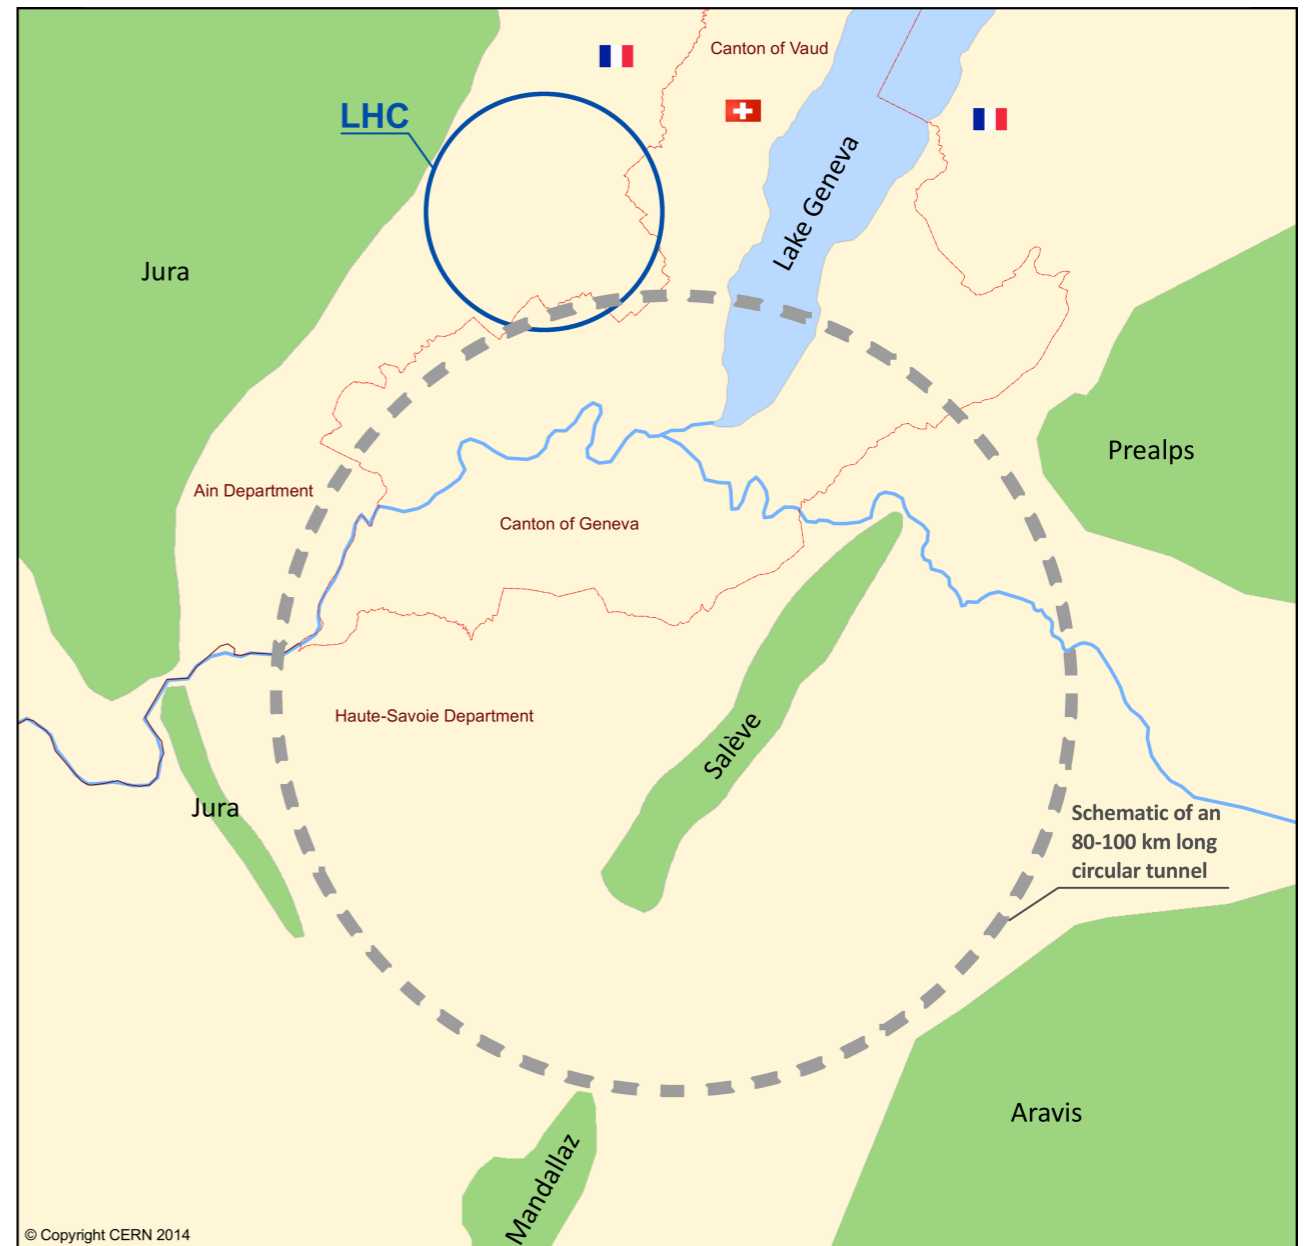 Canton of Vaud
LHC
Lake Geneva
Jura
Prealps
Ain Department
Canton of Geneva
Haute-Savoie Department
Salève
Jura
Schematic of an
80-100 km long
circular tunnel
Aravis
Mandallaz
© Copyright CERN 2014